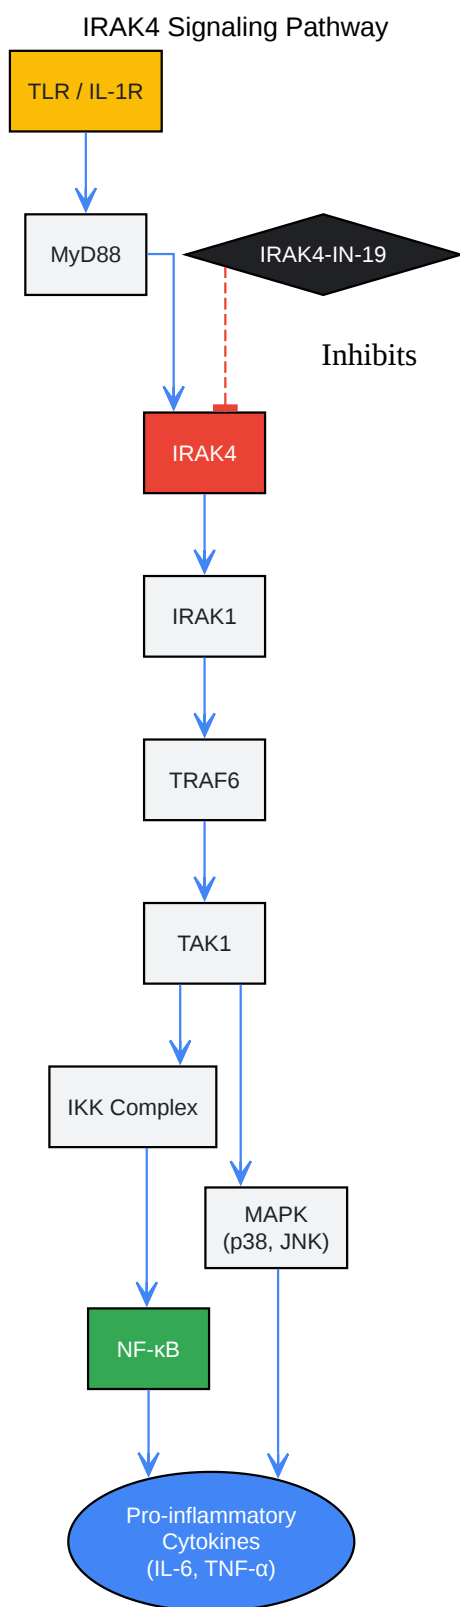 IRAK4 Signaling Pathway
TLR / IL-1R
MyD88
IRAK4-IN-19
Inhibits
IRAK4
IRAK1
TRAF6
TAK1
IKK Complex
MAPK
(p38, JNK)
NF-κB
Pro-inflammatory
Cytokines
(IL-6, TNF-α)